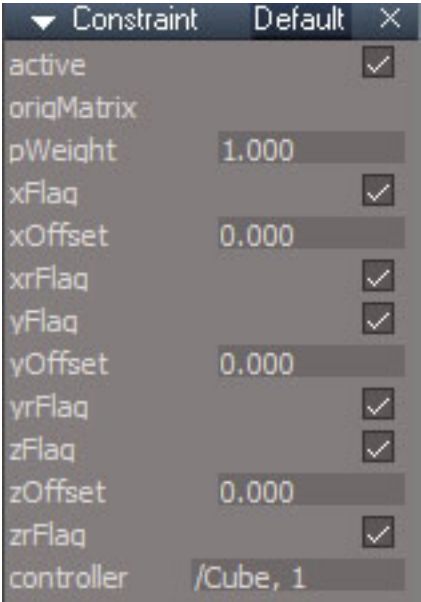 Constraint Default ×
active
origMatrix
pWeight 1.000
xFlag
xOffset 0.000
xrFlag
yFlag
yOffset 0.000
yrFlag
zFlag
zOffset 0.000
zrFlag
controller /Cube, 1